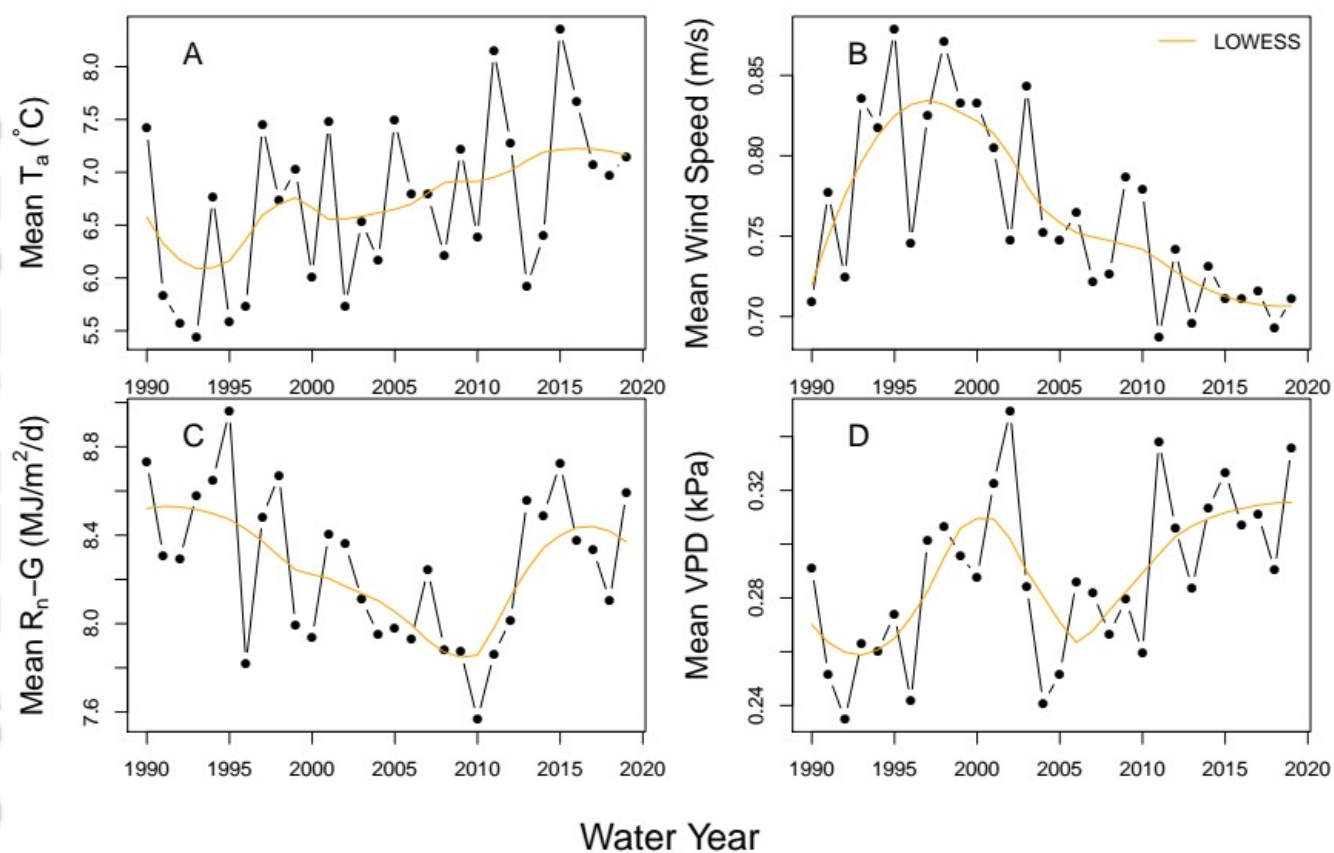 A
Mean Tₐ (°C)
5.5 6.0 6.5 7.0 7.5 8.0
1990 1995 2000 2005 2010 2015 2020
B
LOWESS
Mean Wind Speed (m/s)
0.70 0.75 0.80 0.85
1990 1995 2000 2005 2010 2015 2020
C
Mean Rₙ–G (MJ/m²/d)
7.6 8.0 8.4 8.8
1990 1995 2000 2005 2010 2015 2020
D
Mean VPD (kPa)
0.24 0.28 0.32
1990 1995 2000 2005 2010 2015 2020
Water Year